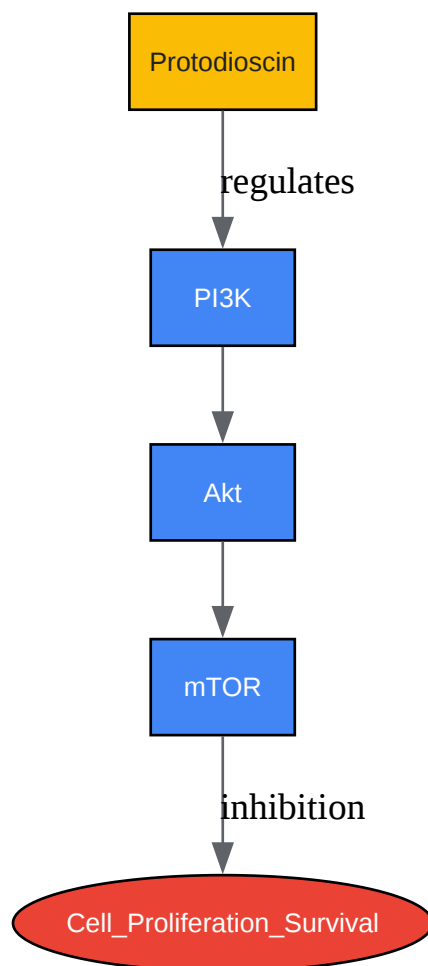 Protodioscin
regulates
PI3K
Akt
mTOR
inhibition
Cell_Proliferation_Survival